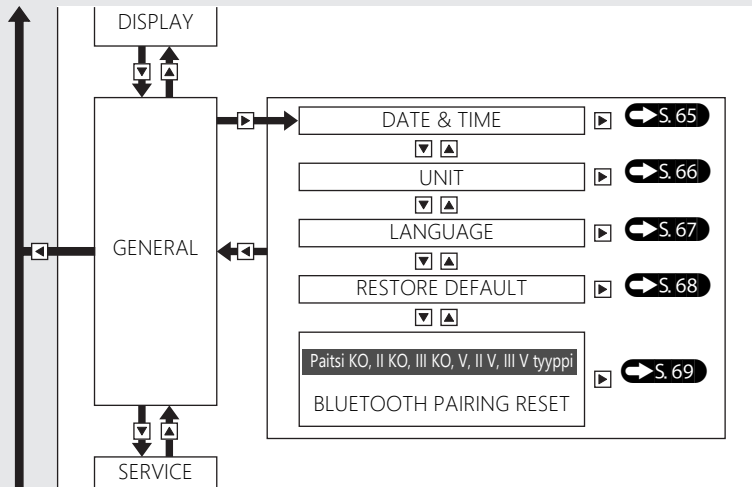 DISPLAY
DATE & TIME
S. 65
UNIT
S. 66
GENERAL
LANGUAGE
S. 67
RESTORE DEFAULT
S. 68
Paitsi KO, II KO, III KO, V, II V, III V tyyppi
BLUETOOTH PAIRING RESET
S. 69
SERVICE